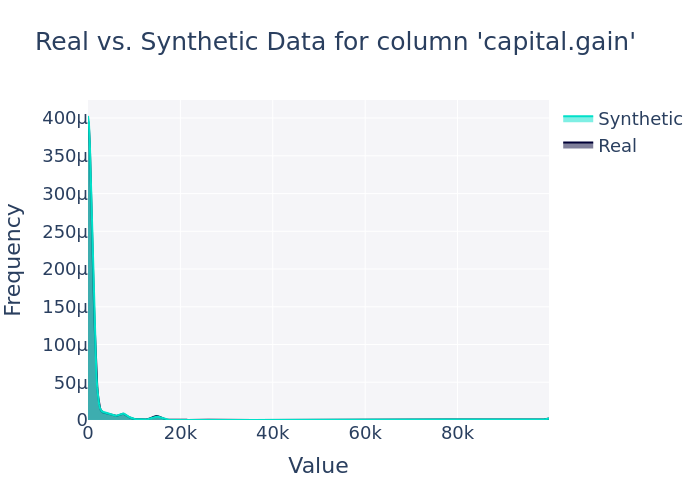 Real vs. Synthetic Data for column 'capital.gain'
Synthetic
Real
400μ
350μ
300μ
250μ
200μ
150μ
100μ
50μ
0
0
20k
40k
60k
80k
Frequency
Value